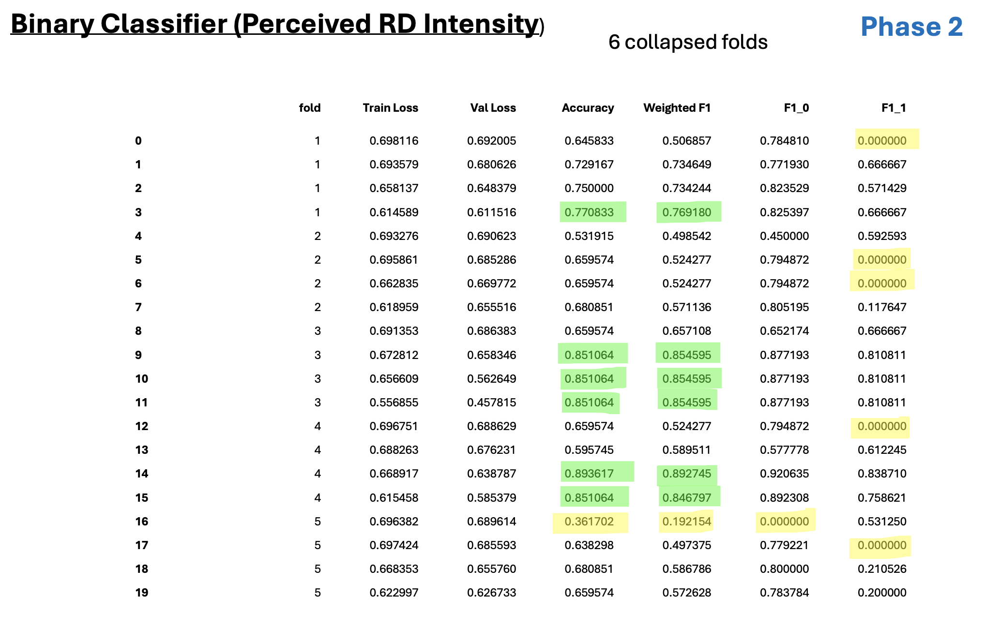 Binary Classifier (Perceived RD Intensity)
Phase 2
6 collapsed folds
fold Train Loss Val Loss Accuracy Weighted F1 F1_0 F1_1
0 1 0.698116 0.692005 0.645833 0.506857 0.784810 0.000000
1 1 0.693579 0.680626 0.729167 0.734649 0.771930 0.666667
2 1 0.658137 0.648379 0.750000 0.734244 0.823529 0.571429
3 1 0.614589 0.611516 0.770833 0.769180 0.825397 0.666667
4 2 0.693276 0.690623 0.531915 0.498542 0.450000 0.592593
5 2 0.695861 0.685286 0.659574 0.524277 0.794872 0.000000
6 2 0.662835 0.669772 0.659574 0.524277 0.794872 0.000000
7 2 0.618959 0.655516 0.680851 0.571136 0.805195 0.117647
8 3 0.691353 0.686383 0.659574 0.657108 0.652174 0.666667
9 3 0.672812 0.658346 0.851064 0.854595 0.877193 0.810811
10 3 0.656609 0.562649 0.851064 0.854595 0.877193 0.810811
11 3 0.556855 0.457815 0.851064 0.854595 0.877193 0.810811
12 4 0.696751 0.688629 0.659574 0.524277 0.794872 0.000000
13 4 0.688263 0.676231 0.595745 0.589511 0.577778 0.612245
14 4 0.668917 0.638787 0.893617 0.892745 0.920635 0.838710
15 4 0.615458 0.585379 0.851064 0.846797 0.892308 0.758621
16 5 0.696382 0.689614 0.361702 0.192154 0.000000 0.531250
17 5 0.697424 0.685593 0.638298 0.497375 0.779221 0.000000
18 5 0.668353 0.655760 0.680851 0.586786 0.800000 0.210526
19 5 0.622997 0.626733 0.659574 0.572628 0.783784 0.200000